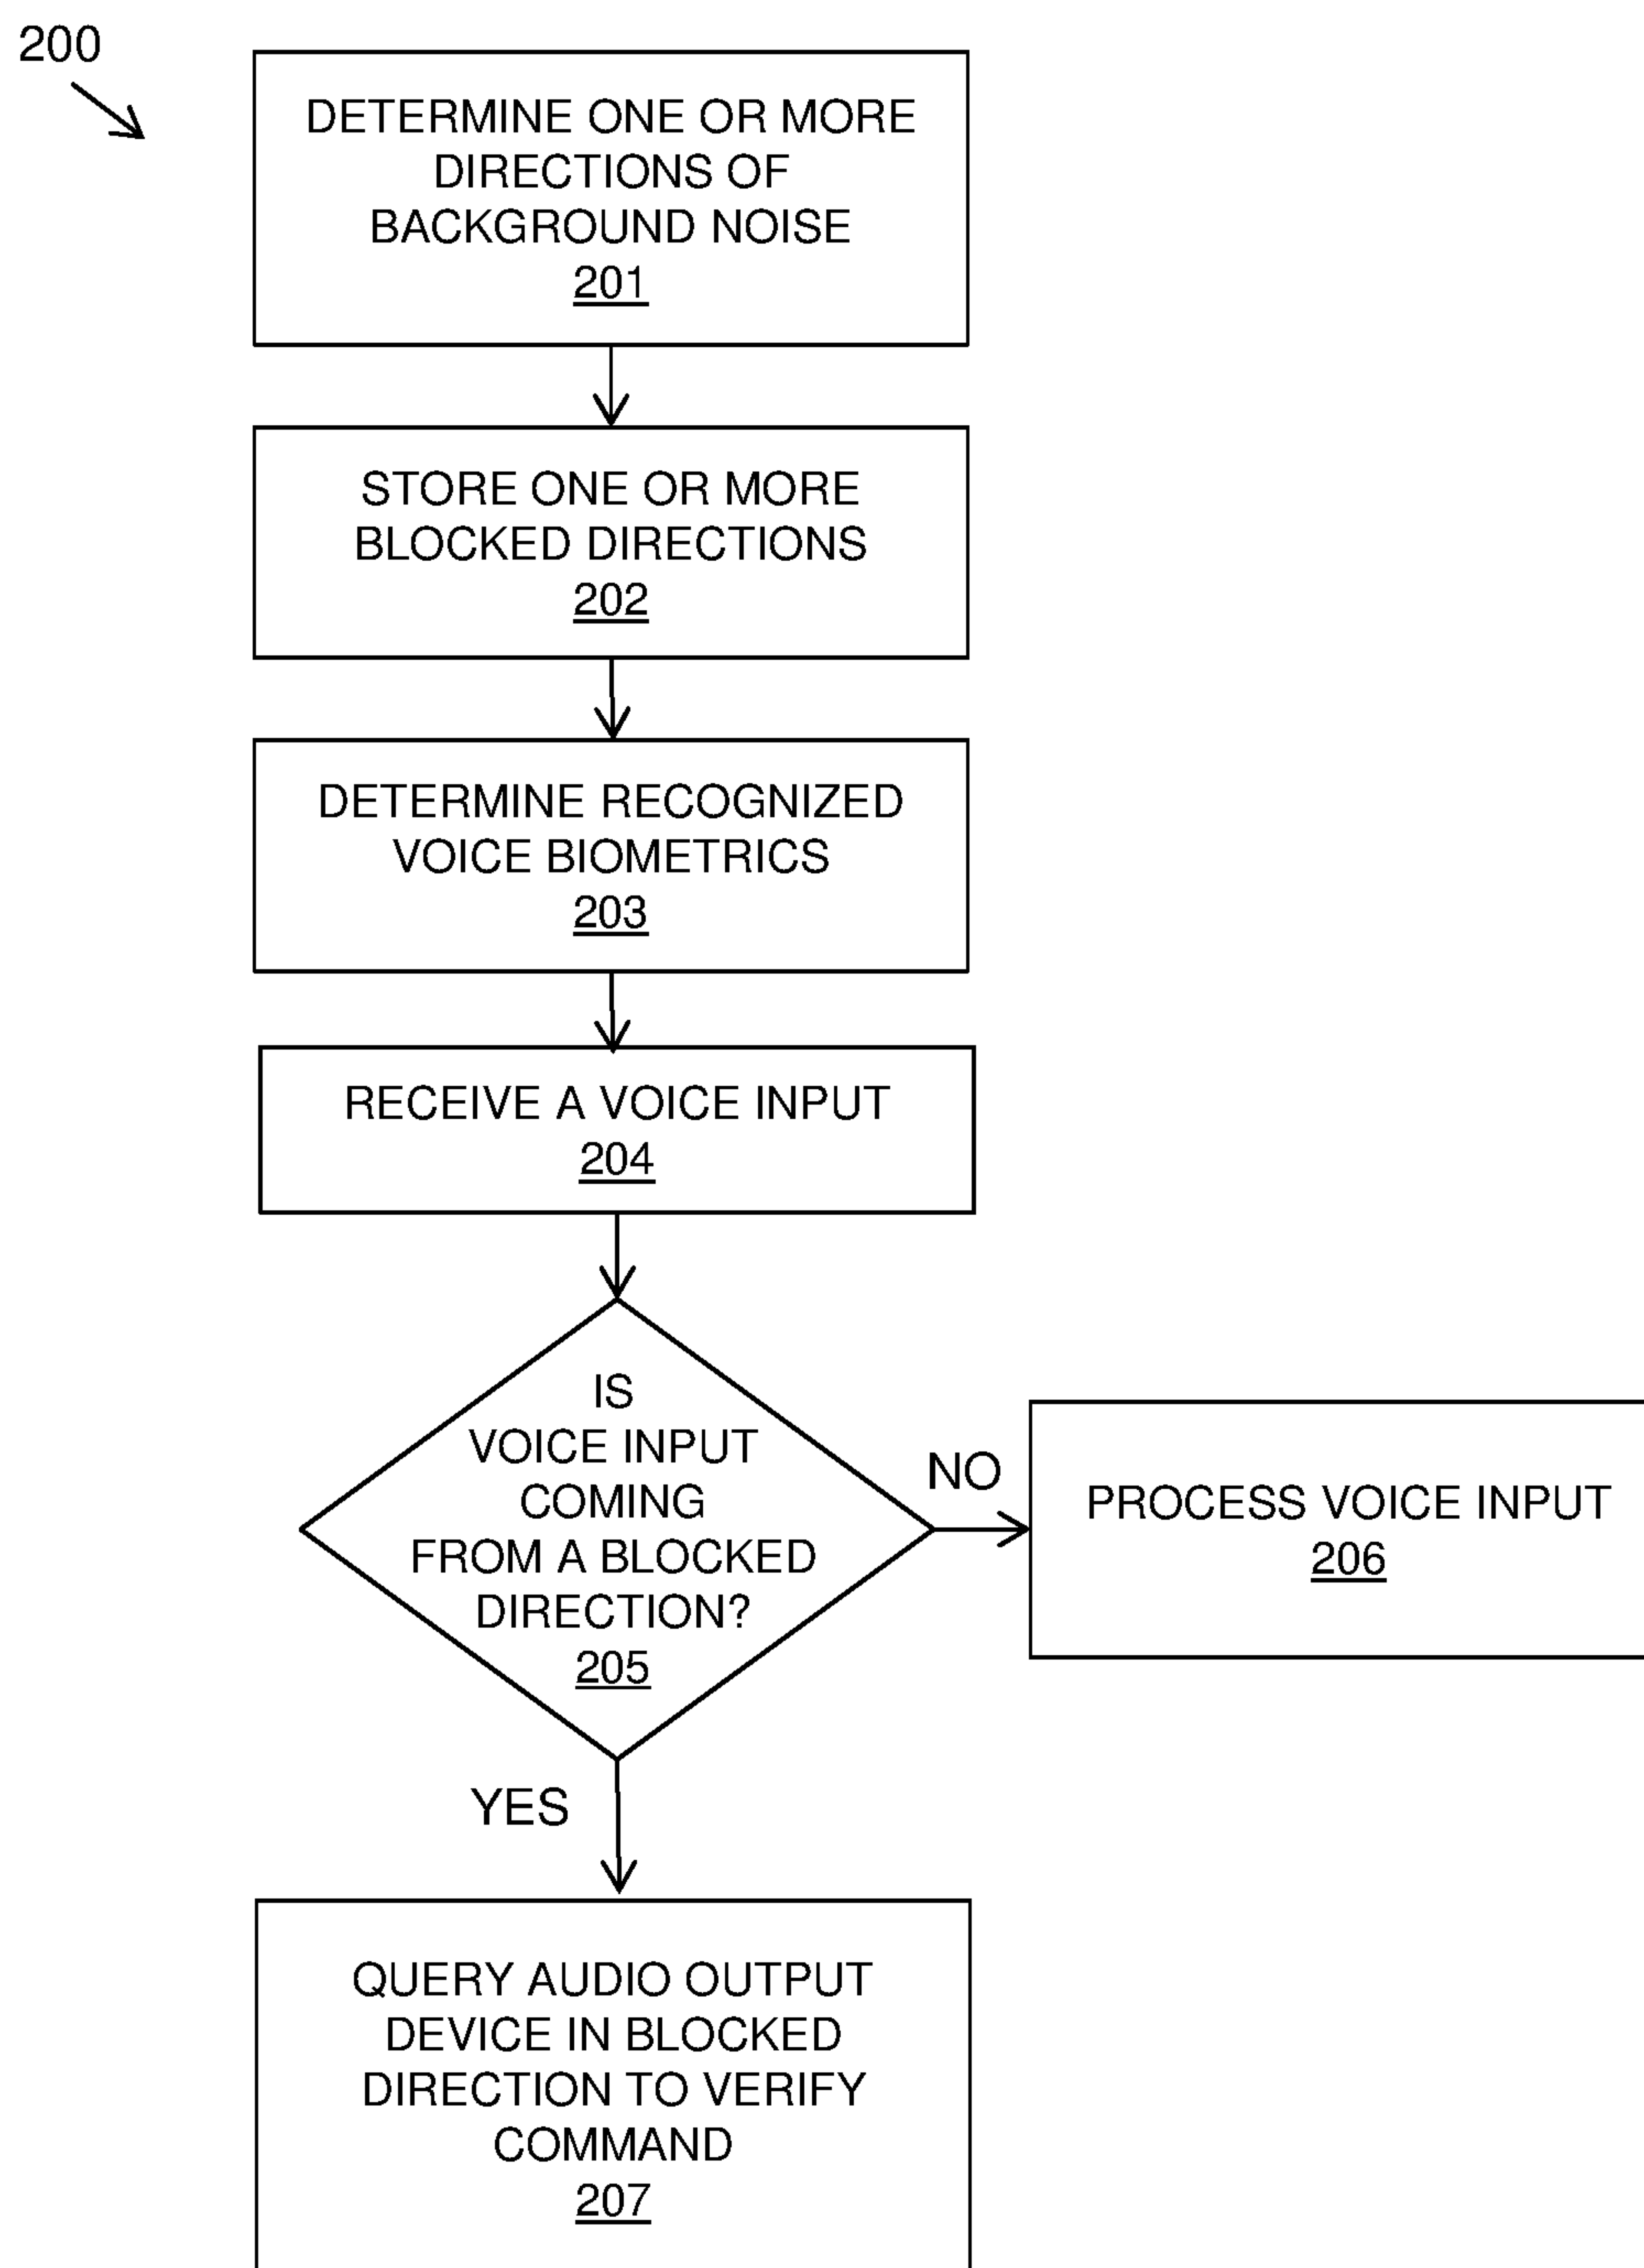 200
DETERMINE ONE OR MORE
DIRECTIONS OF
BACKGROUND NOISE
201
STORE ONE OR MORE
BLOCKED DIRECTIONS
202
DETERMINE RECOGNIZED
VOICE BIOMETRICS
203
RECEIVE A VOICE INPUT
204
IS
VOICE INPUT
COMING
FROM A BLOCKED
DIRECTION?
205
NO
PROCESS VOICE INPUT
206
YES
QUERY AUDIO OUTPUT
DEVICE IN BLOCKED
DIRECTION TO VERIFY
COMMAND
207